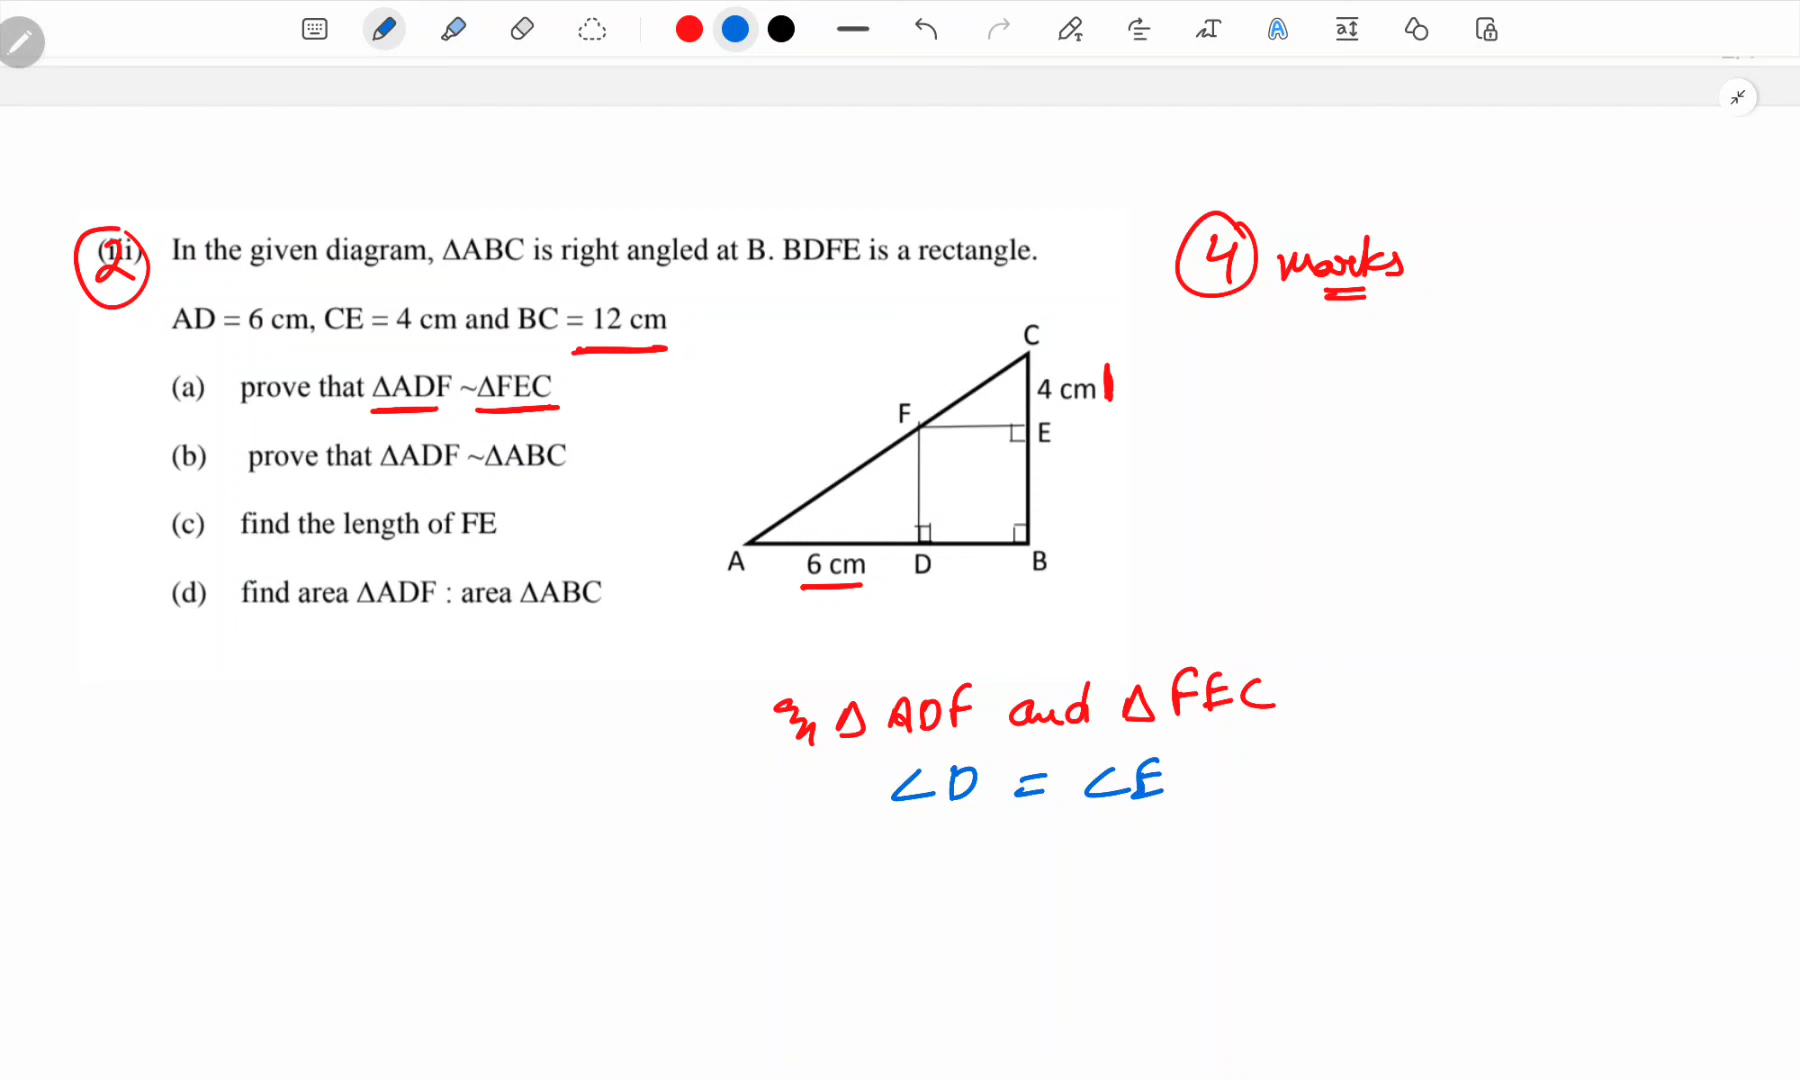 (iii) In the given diagram, ΔABC is right angled at B. BDFE is a rectangle.
2
4 marks
AD = 6 cm, CE = 4 cm and BC = 12 cm
(a) prove that ΔADF ~ΔFEC
(b) prove that ΔADF ~ΔABC
(c) find the length of FE
(d) find area ΔADF : area ΔABC
C
4 cm
F
E
A
6 cm
D
B
In Δ ADF and Δ FEC
∠D = ∠E